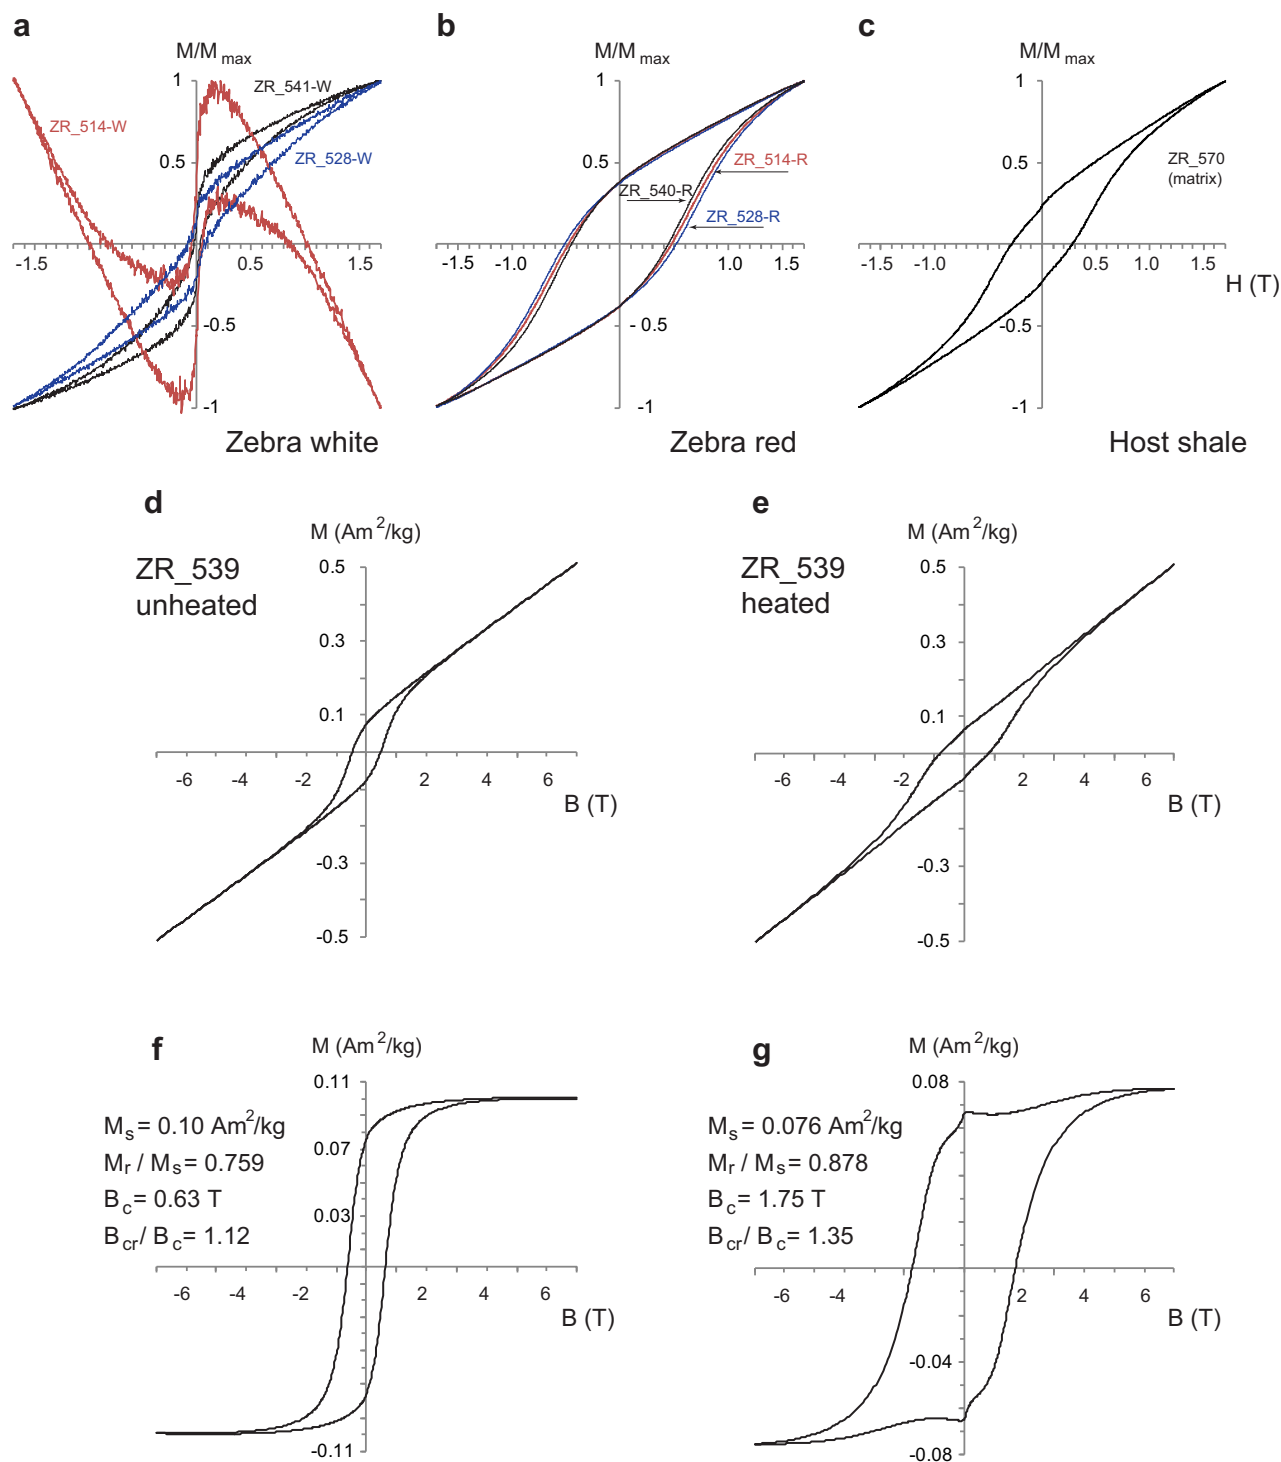 a
M/Mmax
1
ZR_541-W
ZR_514-W
0.5
ZR_528-W
-1.5
0.5
1.5
-0.5
-1
Zebra white
b
M/Mmax
1
0.5
ZR_514-R
ZR_540-R
ZR_528-R
-1.5
-1.0
1.0
1.5
- 0.5
-1
Zebra red
c
M/Mmax
1
0.5
ZR_570
(matrix)
-1.0
0.5
1.5
H (T)
-0.5
-1
Host shale
d
M (Am2/kg)
ZR_539
unheated
0.5
0.3
0.1
-6
-4
-2
2
4
6
B (T)
-0.3
-0.5
e
M (Am2/kg)
ZR_539
heated
0.5
0.3
0.1
-6
-4
-2
2
4
6
B (T)
-0.3
-0.5
f
M (Am2/kg)
0.11
Ms = 0.10 Am2/kg
0.07
Mr / Ms = 0.759
Bc = 0.63 T
0.03
Bcr / Bc = 1.12
-6
-4
-2
2
4
6
B (T)
-0.11
g
M (Am2/kg)
0.08
Ms = 0.076 Am2/kg
Mr / Ms = 0.878
Bc = 1.75 T
Bcr / Bc = 1.35
-6
-4
-2
2
4
6
B (T)
-0.04
-0.08